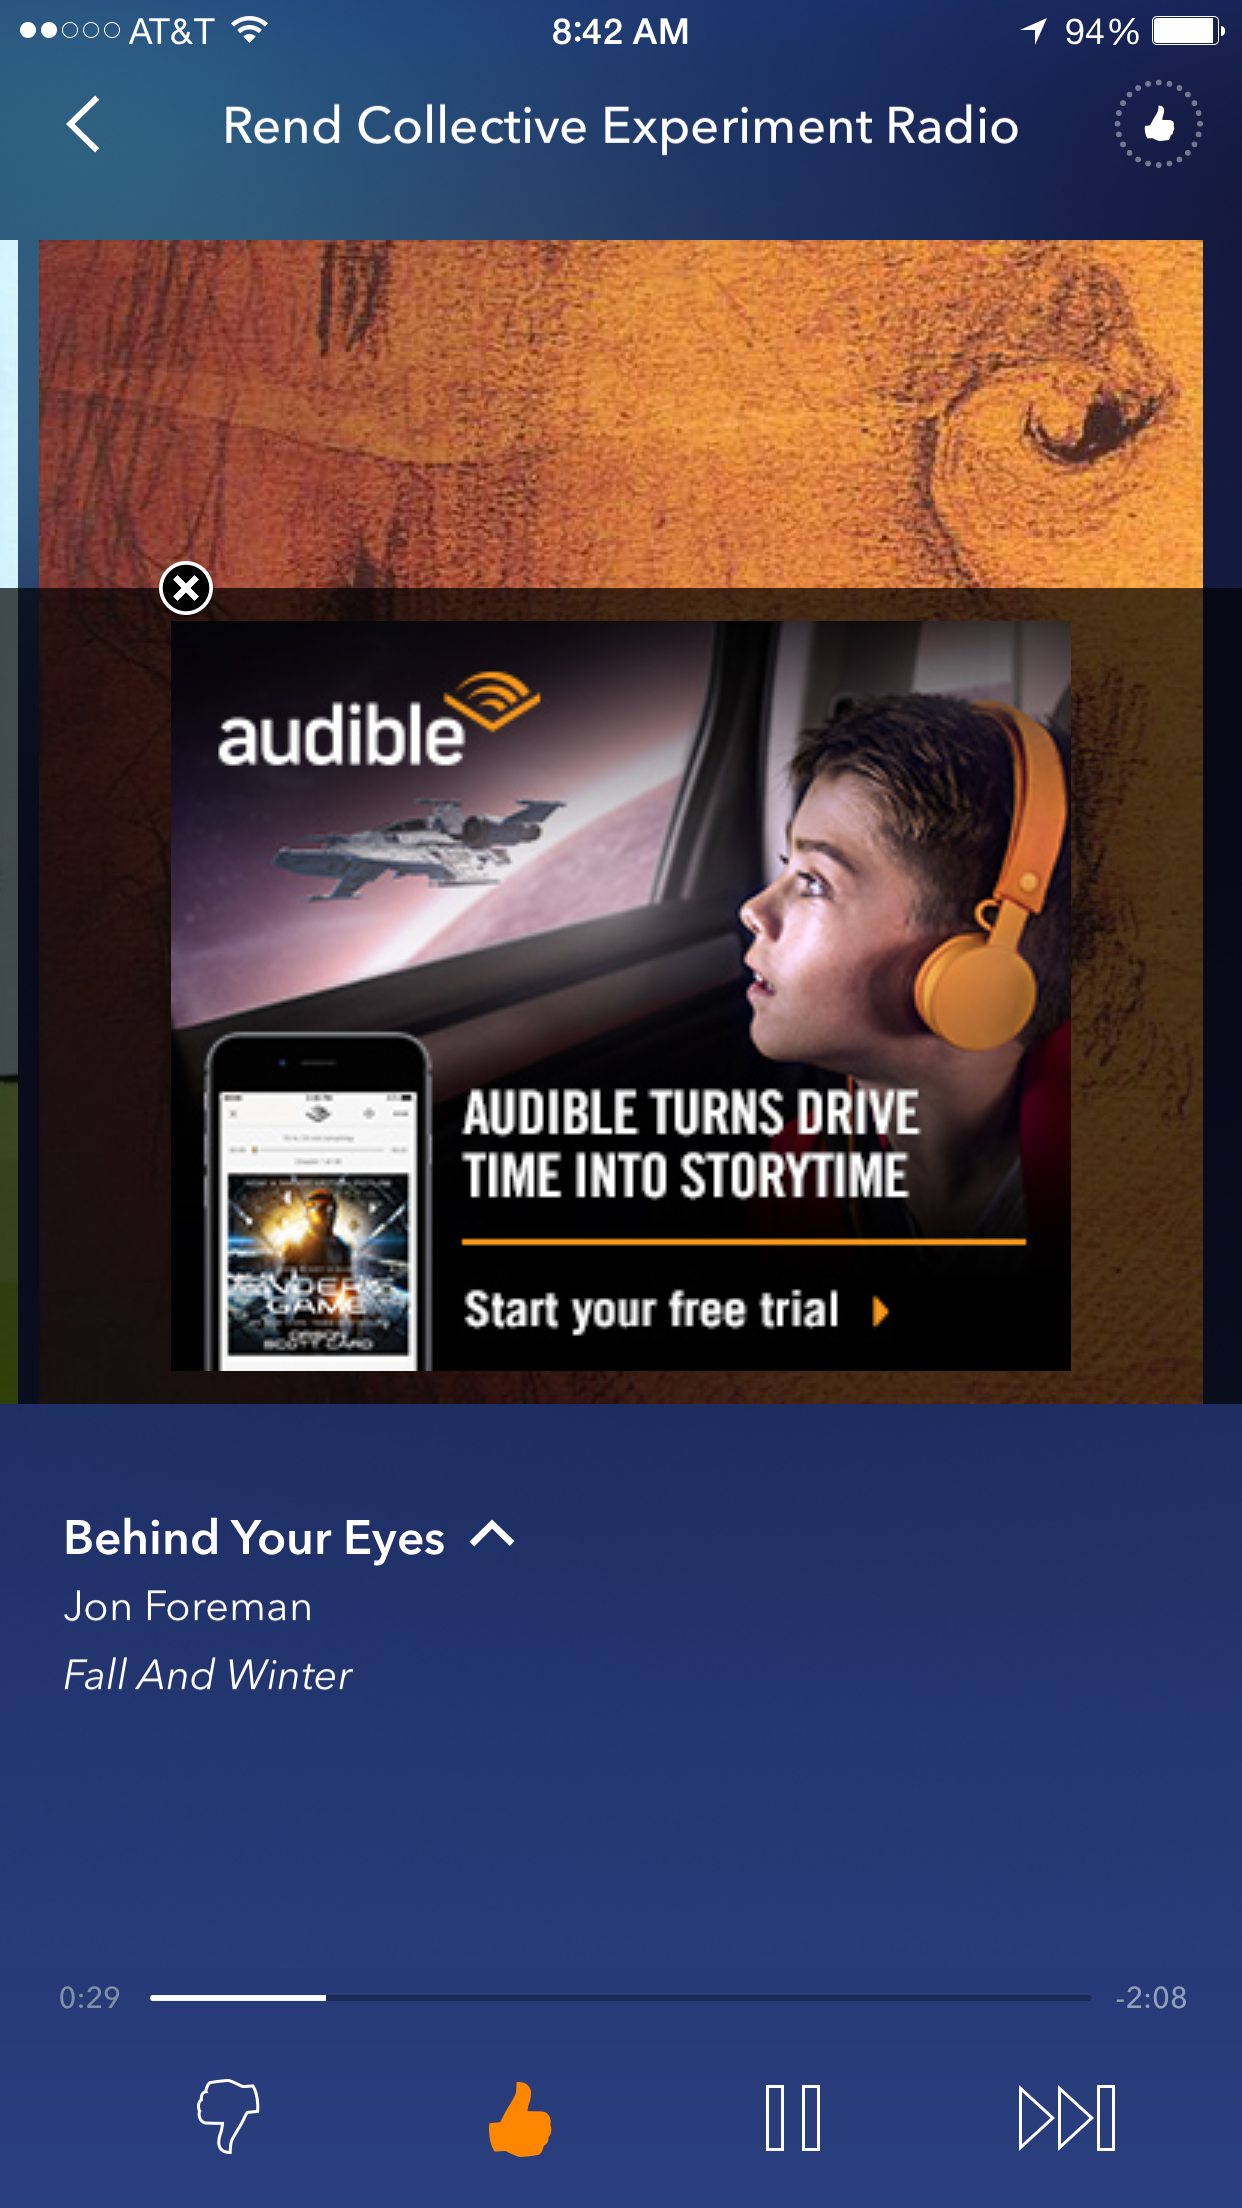 AT&T 8:42 AM 94%
Rend Collective Experiment Radio
audible
AUDIBLE TURNS DRIVE
TIME INTO STORYTIME
Start your free trial
ENDER'S
GAME
ORSON
SCOTT CARD
Behind Your Eyes
Jon Foreman
Fall And Winter
0:29 -2:08